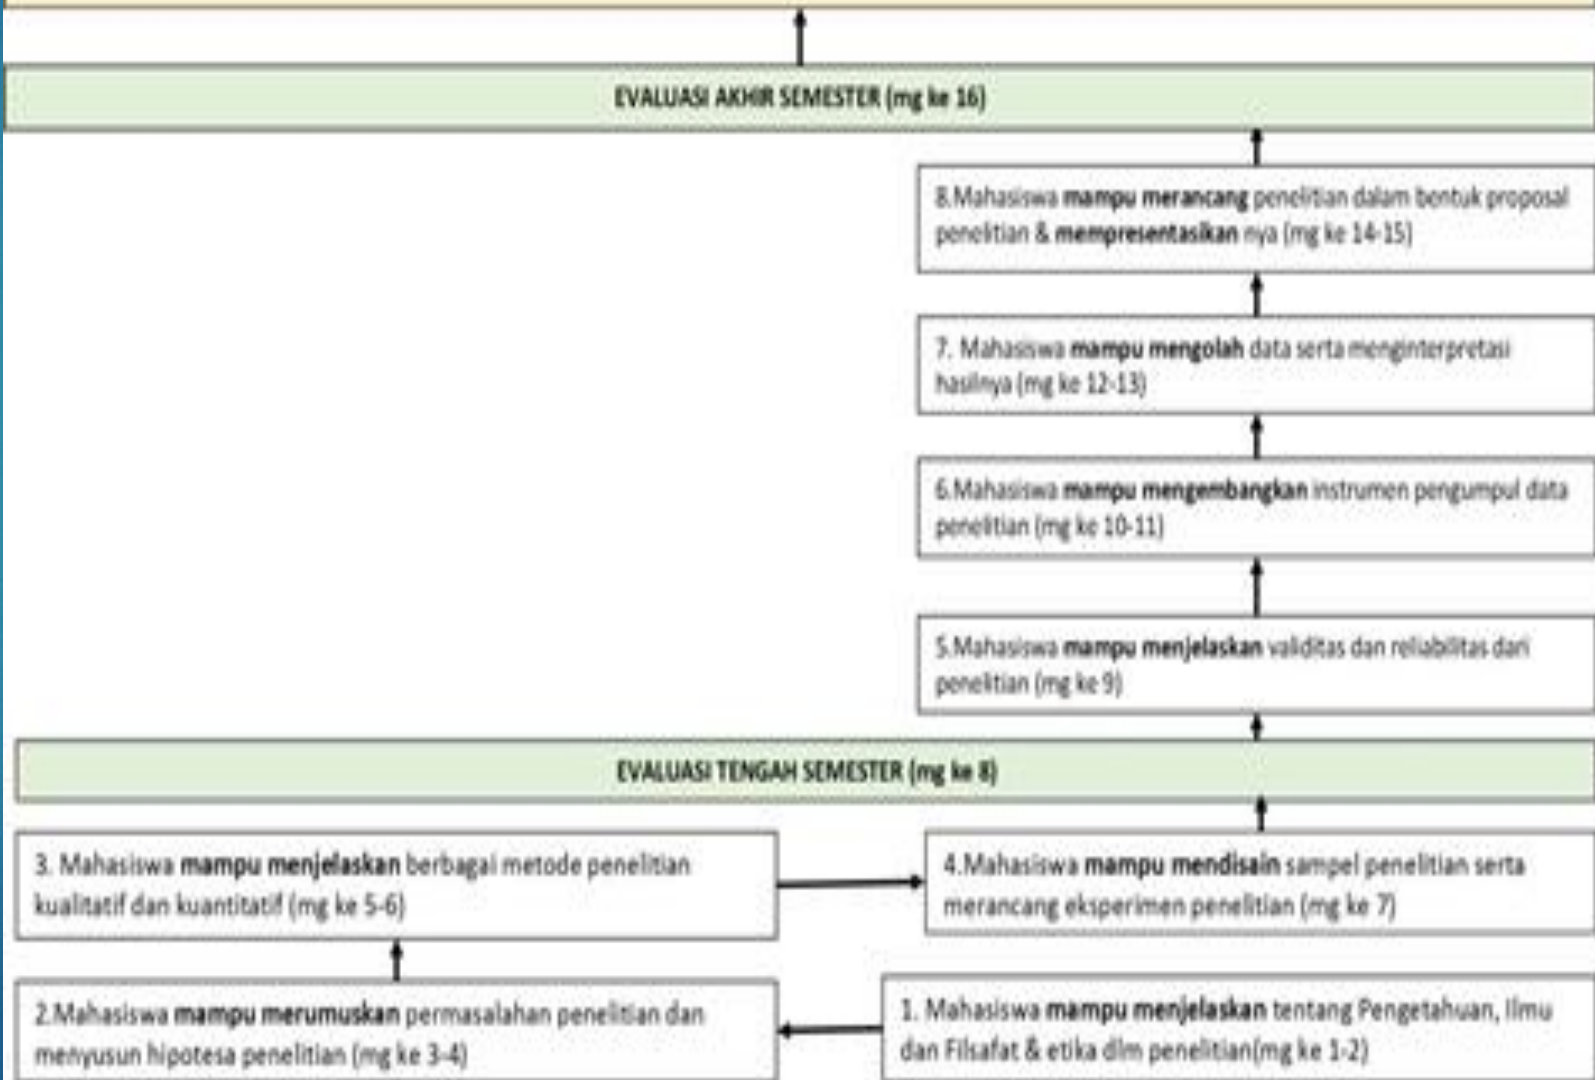 EVALUASI AKHIR SEMESTER (mg ke 16)
8.Mahasiswa mampu merancang penelitian dalam bentuk proposal
penelitian & mempresentasikan nya (mg ke 14-15)
7. Mahasiswa mampu mengolah data serta menginterpretasi
hasilnya (mg ke 12-13)
6.Mahasiswa mampu mengembangkan instrumen pengumpul data
penelitian (mg ke 10-11)
5.Mahasiswa mampu menjelaskan validitas dan reliabilitas dari
penelitian (mg ke 9)
EVALUASI TENGAH SEMESTER (mg ke 8)
3. Mahasiswa mampu menjelaskan berbagai metode penelitian
kualitatif dan kuantitatif (mg ke 5-6)
4.Mahasiswa mampu mendisain sampel penelitian serta
merancang eksperimen penelitian (mg ke 7)
2.Mahasiswa mampu merumuskan permasalahan penelitian dan
menyusun hipotesa penelitian (mg ke 3-4)
1. Mahasiswa mampu menjelaskan tentang Pengetahuan, Ilmu
dan Filsafat & etika dlm penelitian(mg ke 1-2)